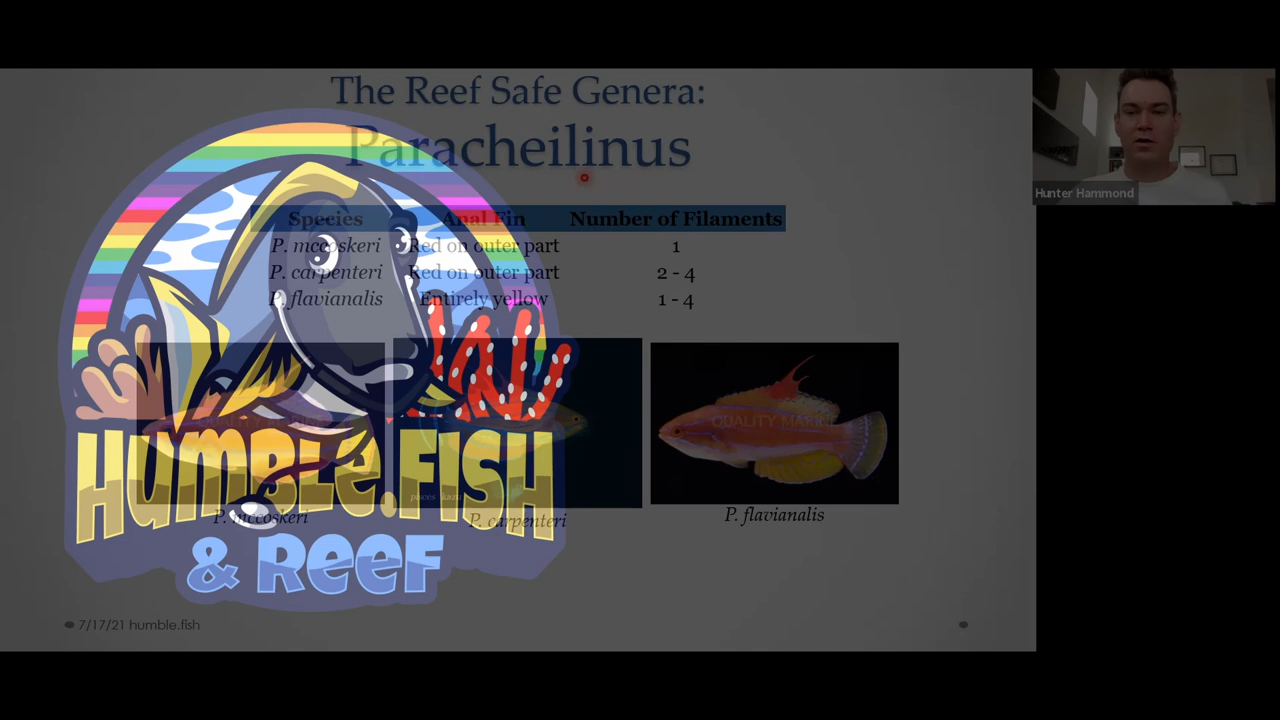 The Reef Safe Genera:
Paracheilinus
Species Anal Fin Number of Filaments
P. mccoskeri Red on outer part 1
P. carpenteri Red on outer part 2 - 4
P. flavianalis Entirely yellow 1 - 4
QUALITY MARINE
P. mccoskeri P. carpenteri P. flavianalis
HUMBLE.FISH
& REEF
7/17/21 humble.fish
Hunter Hammond